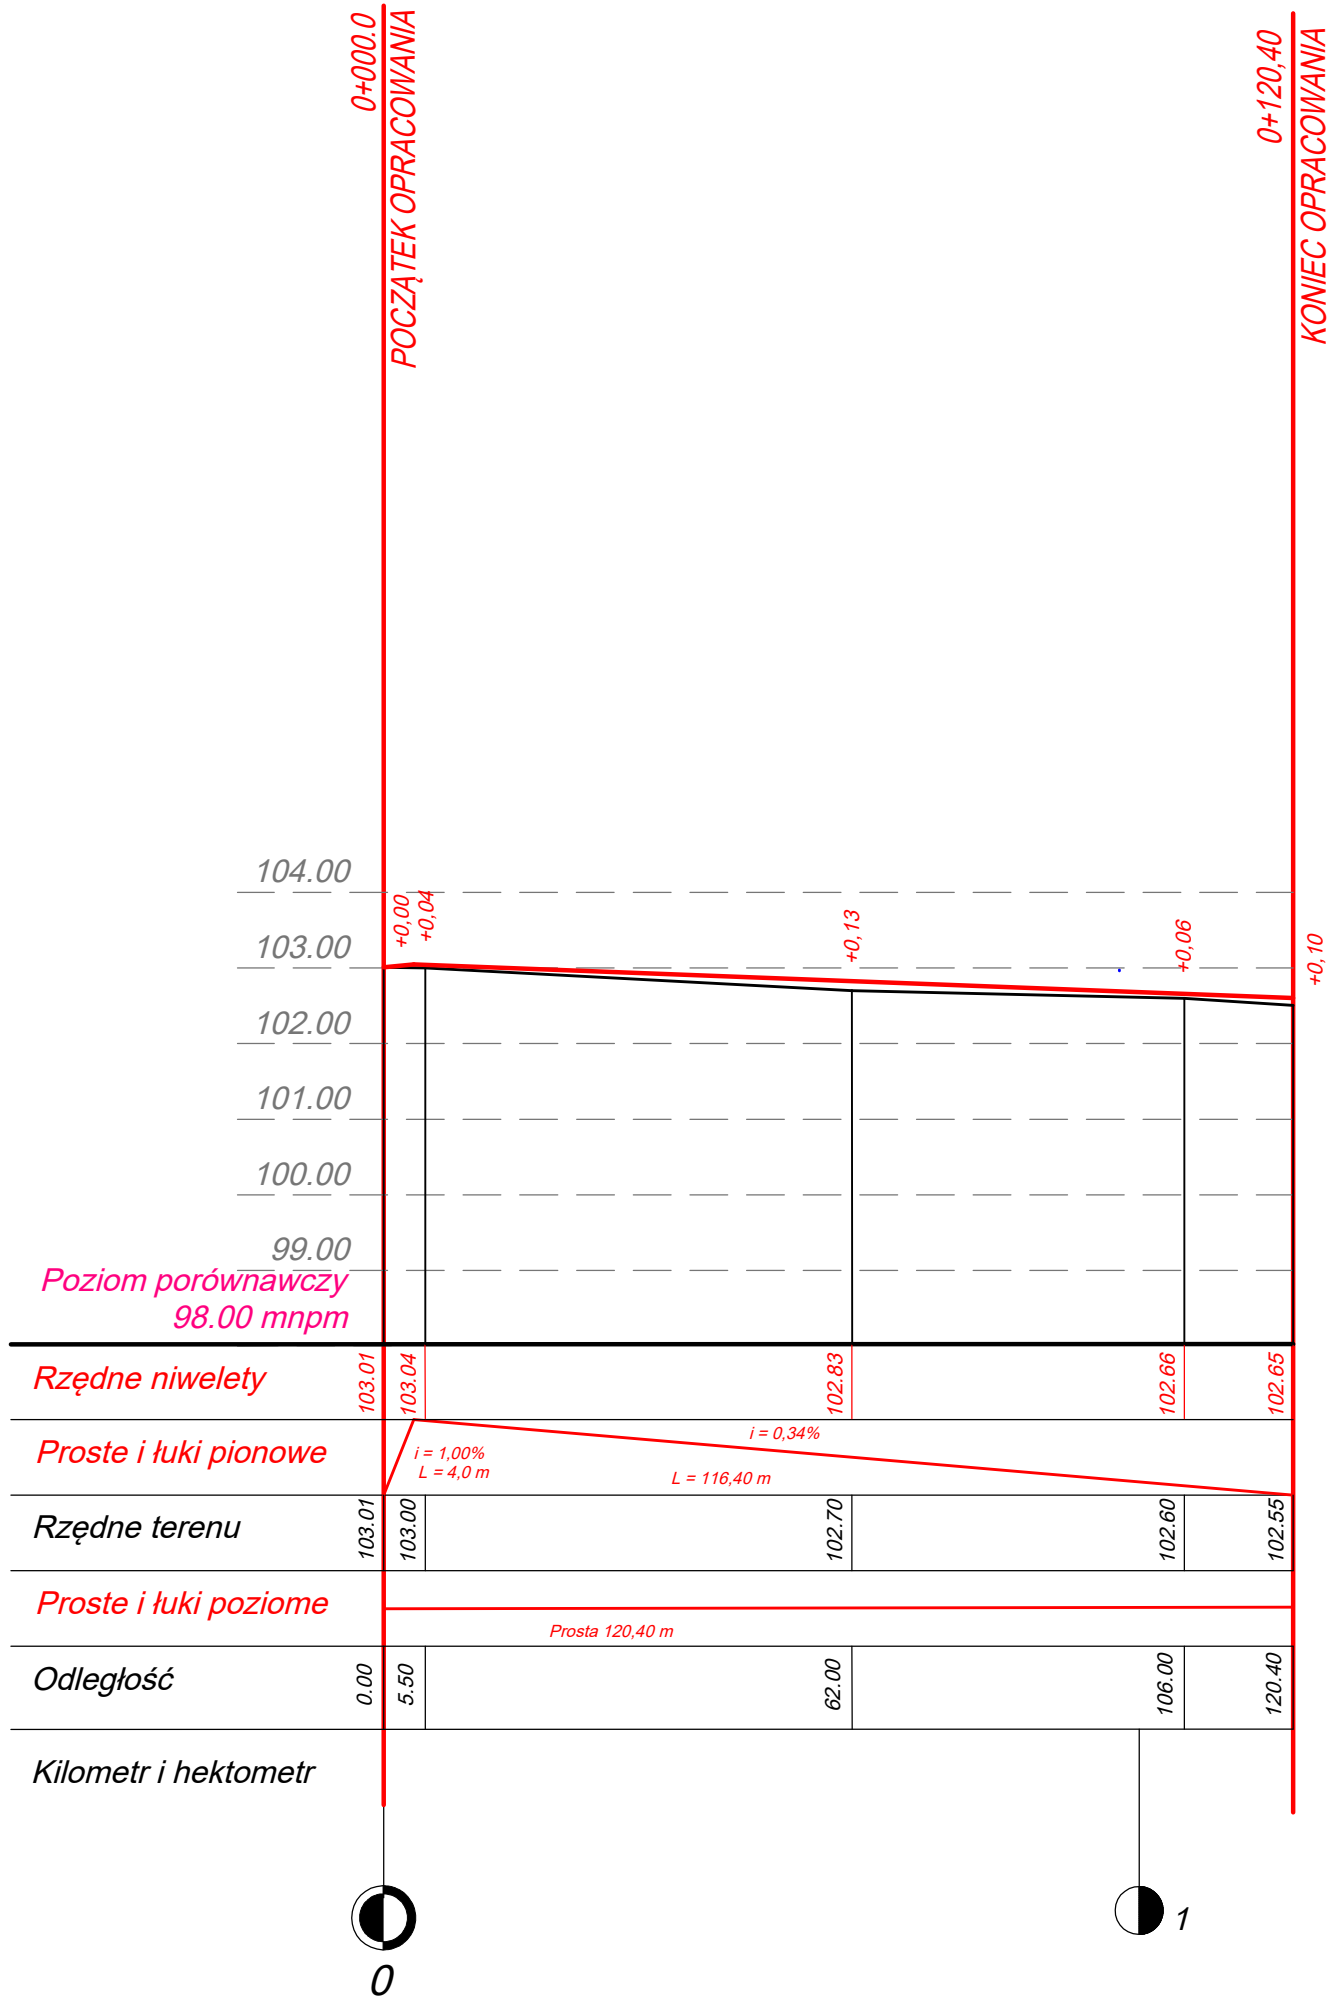 0+000.0
POCZĄTEK OPRACOWANIA
0+120,40
KONIEC OPRACOWANIA
104.00
103.00
102.00
101.00
100.00
99.00
+0,00
+0,04
+0,13
+0,06
+0,10
Poziom porównawczy
98.00 mnpm
Rzędne niwelety
103.01
103.04
102.83
102.66
102.65
Proste i łuki pionowe
i = 1,00%
L = 4,0 m
i = 0,34%
L = 116,40 m
Rzędne terenu
103.01
103.00
102.70
102.60
102.55
Proste i łuki poziome
Prosta 120,40 m
Odległość
0.00
5.50
62.00
106.00
120.40
Kilometr i hektometr
0
1